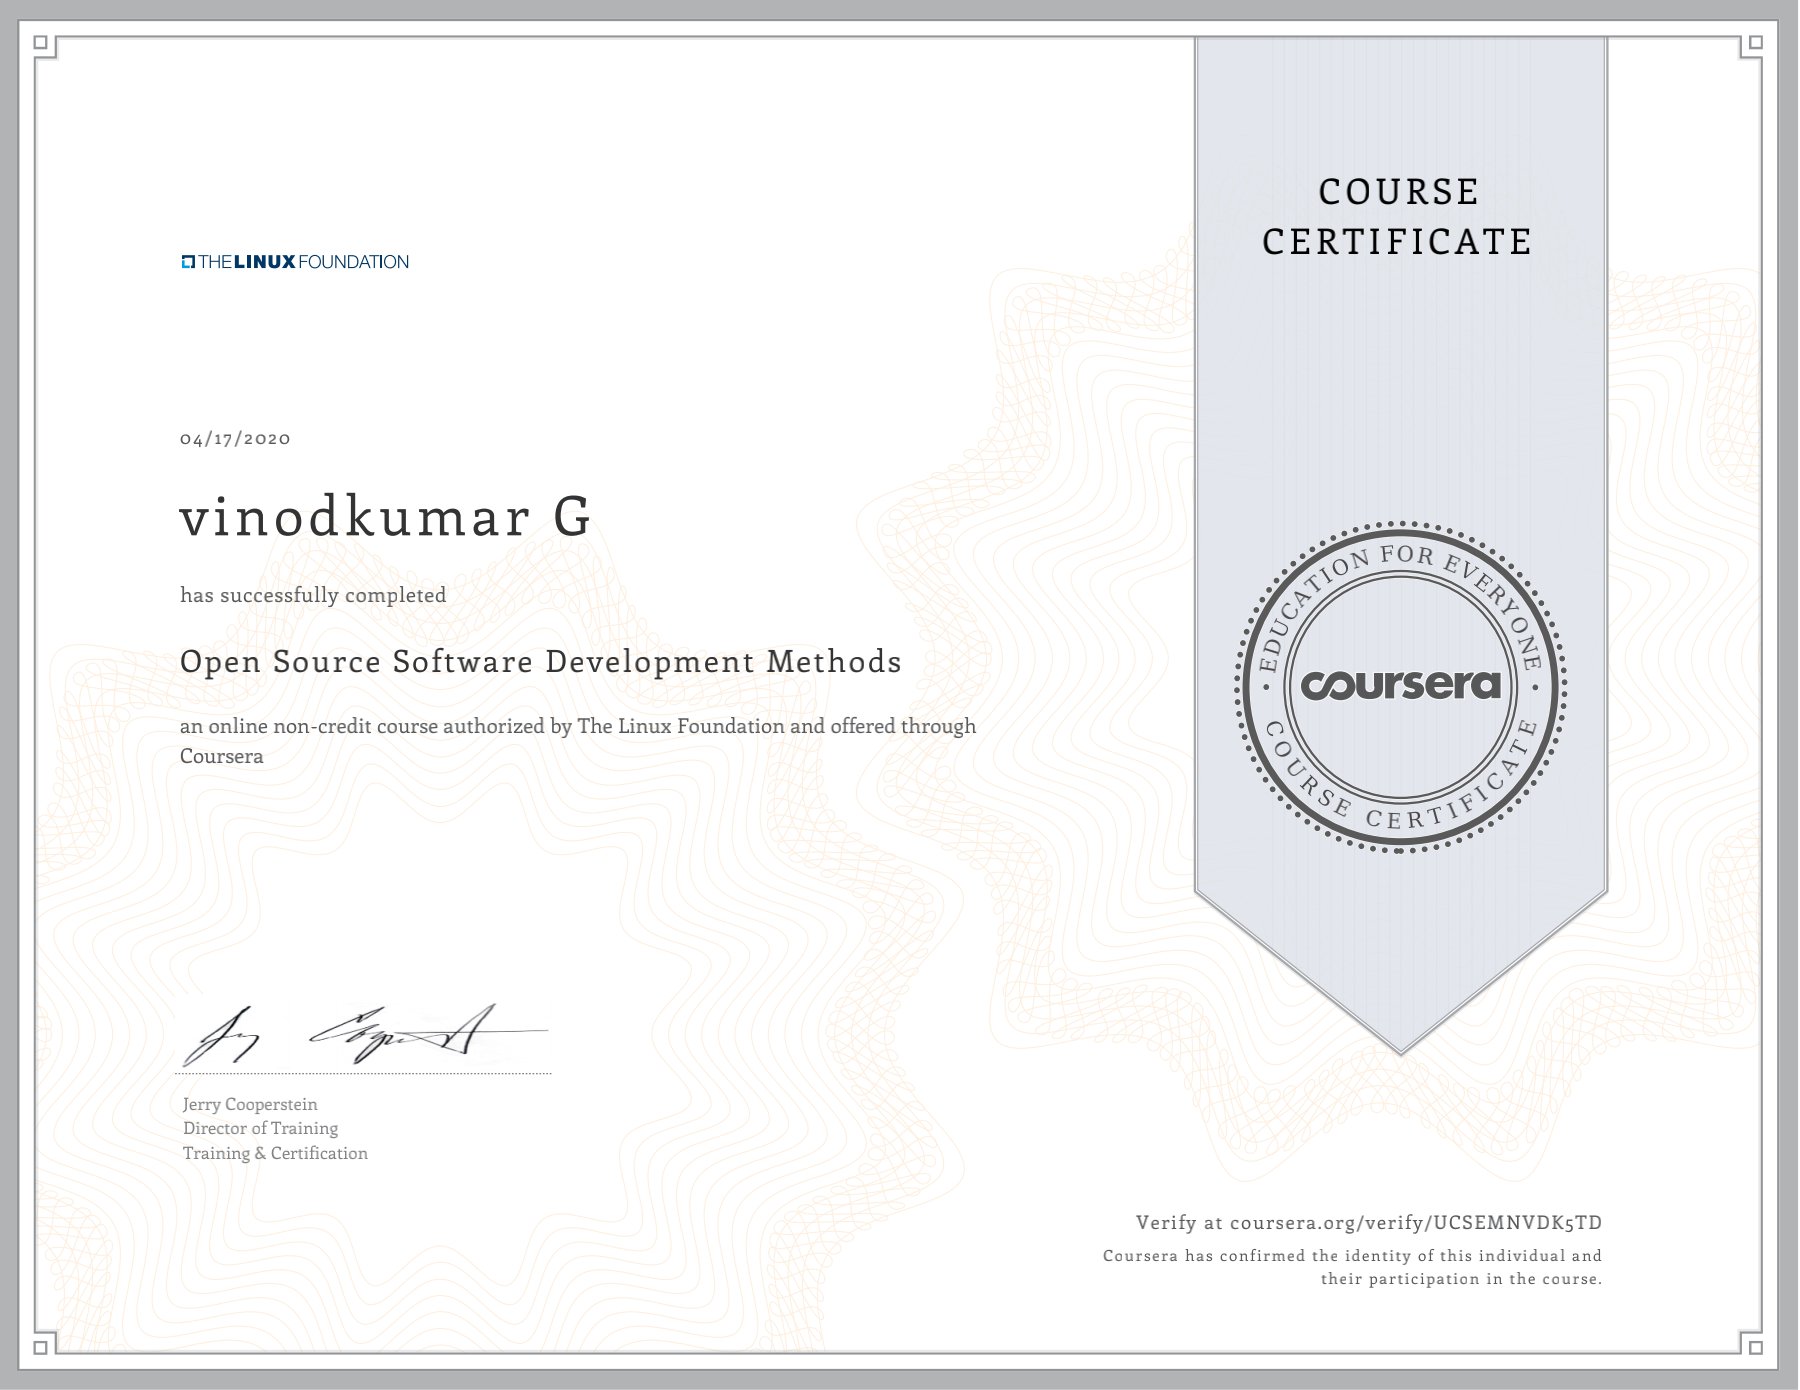 COURSE
CERTIFICATE
THE LINUX FOUNDATION
04/17/2020
vinodkumar G
has successfully completed
Open Source Software Development Methods
an online non-credit course authorized by The Linux Foundation and offered through
Coursera
EDUCATION FOR EVERYONE
coursera
COURSE CERTIFICATE
Jerry Cooperstein
Director of Training
Training & Certification
Verify at coursera.org/verify/UCSEMNVDK5TD
Coursera has confirmed the identity of this individual and
their participation in the course.